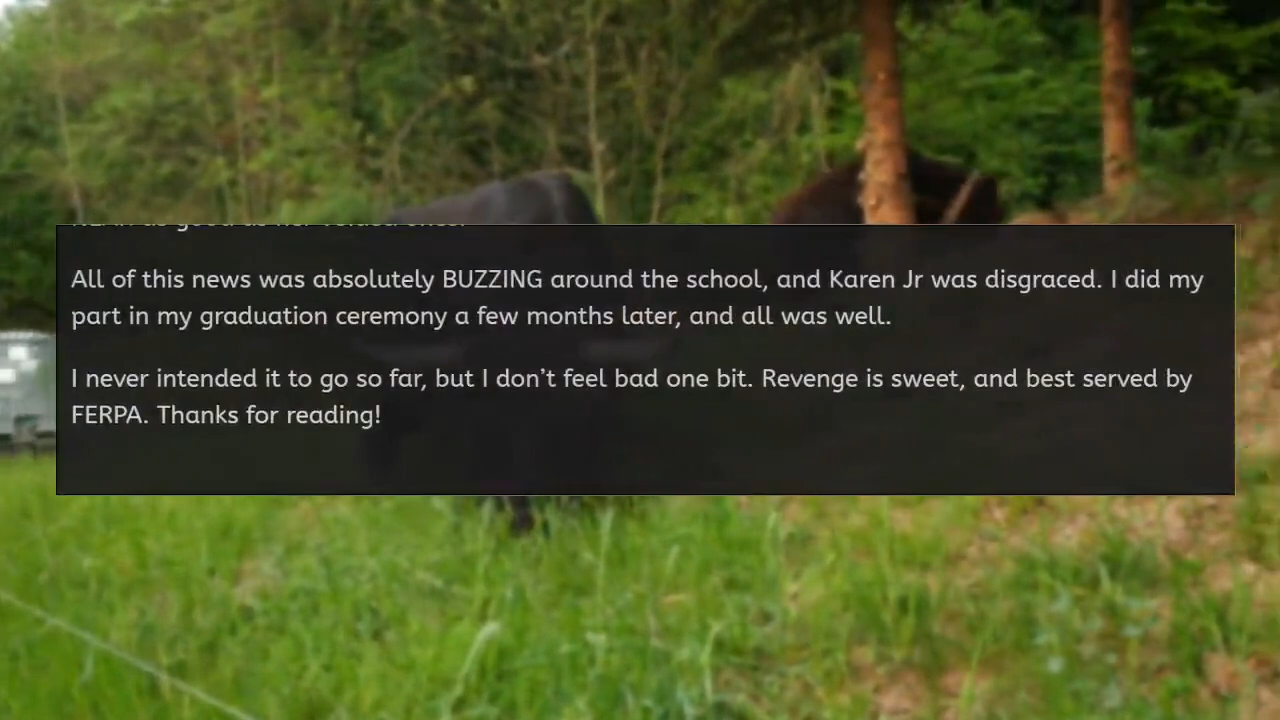 All of this news was absolutely BUZZING around the school, and Karen Jr was disgraced. I did my
part in my graduation ceremony a few months later, and all was well.
I never intended it to go so far, but I don’t feel bad one bit. Revenge is sweet, and best served by
FERPA. Thanks for reading!